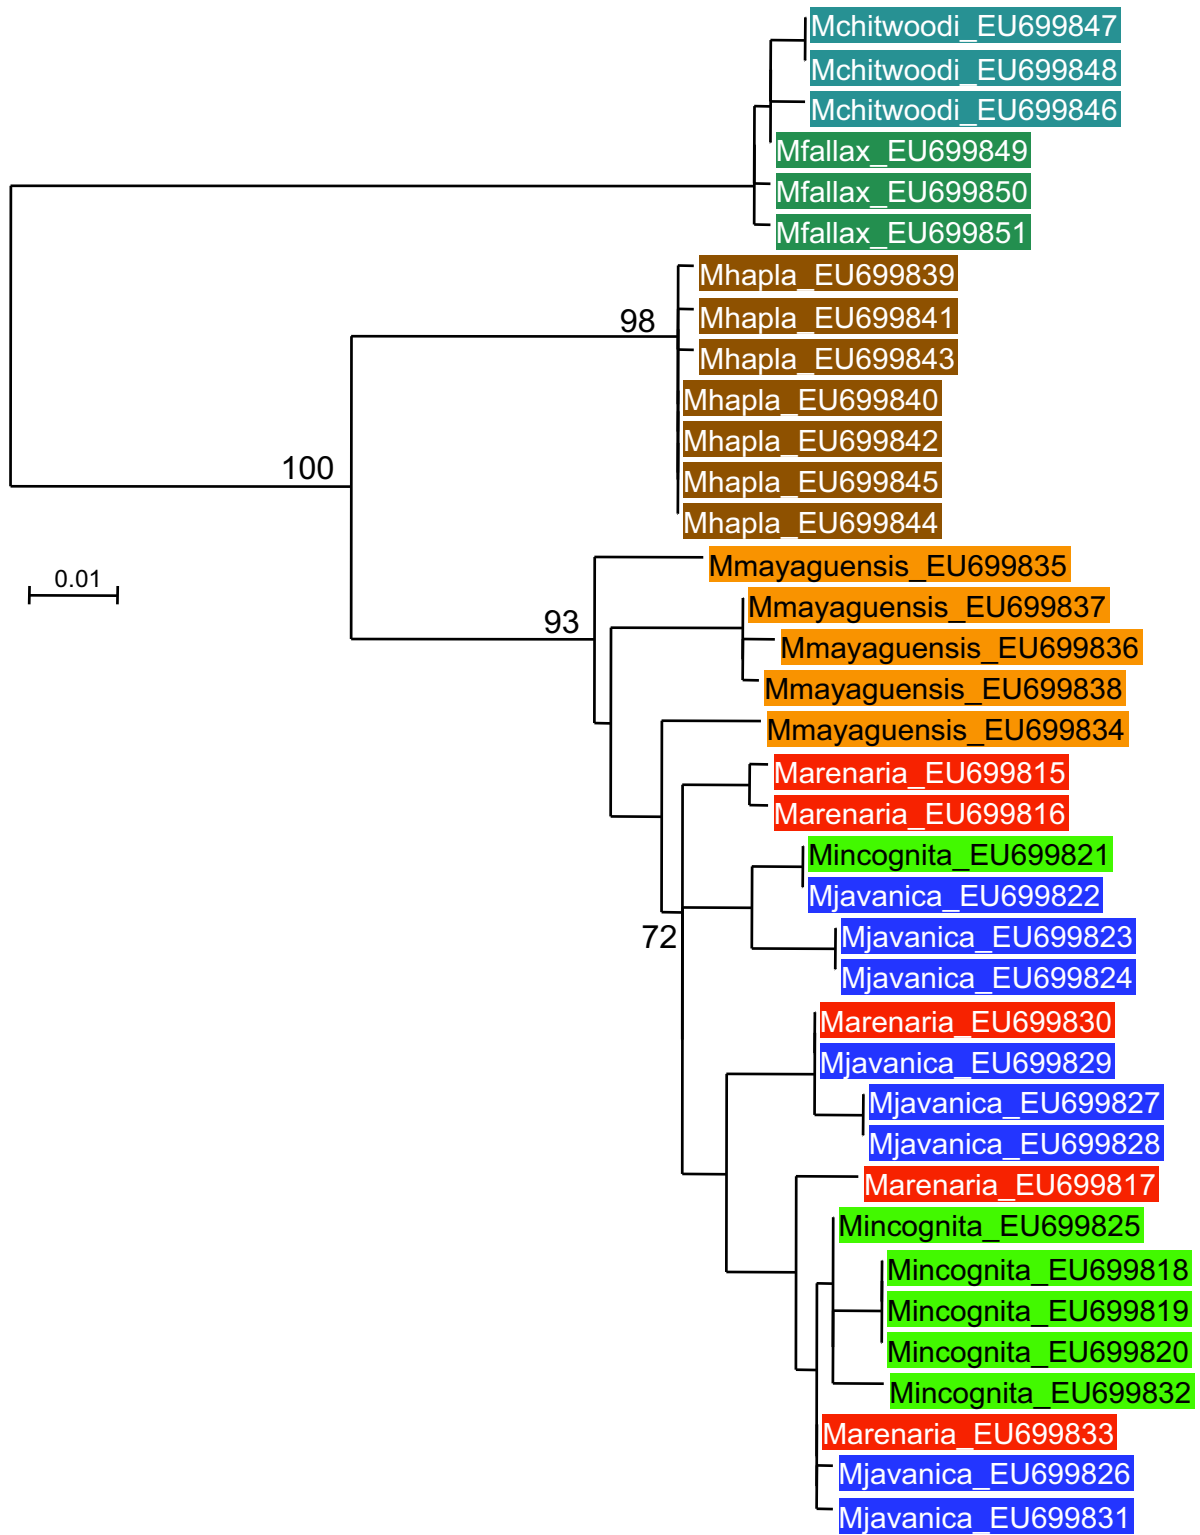 Mchitwoodi_EU699847
Mchitwoodi_EU699848
Mchitwoodi_EU699846
Mfallax_EU699849
Mfallax_EU699850
Mfallax_EU699851
Mhapla_EU699839
98
Mhapla_EU699841
Mhapla_EU699843
Mhapla_EU699840
Mhapla_EU699842
100
Mhapla_EU699845
Mhapla_EU699844
Mmayaguensis_EU699835
0.01
Mmayaguensis_EU699837
93
Mmayaguensis_EU699836
Mmayaguensis_EU699838
Mmayaguensis_EU699834
Marenaria_EU699815
Marenaria_EU699816
Mincognita_EU699821
Mjavanica_EU699822
72
Mjavanica_EU699823
Mjavanica_EU699824
Marenaria_EU699830
Mjavanica_EU699829
Mjavanica_EU699827
Mjavanica_EU699828
Marenaria_EU699817
Mincognita_EU699825
Mincognita_EU699818
Mincognita_EU699819
Mincognita_EU699820
Mincognita_EU699832
Marenaria_EU699833
Mjavanica_EU699826
Mjavanica_EU699831